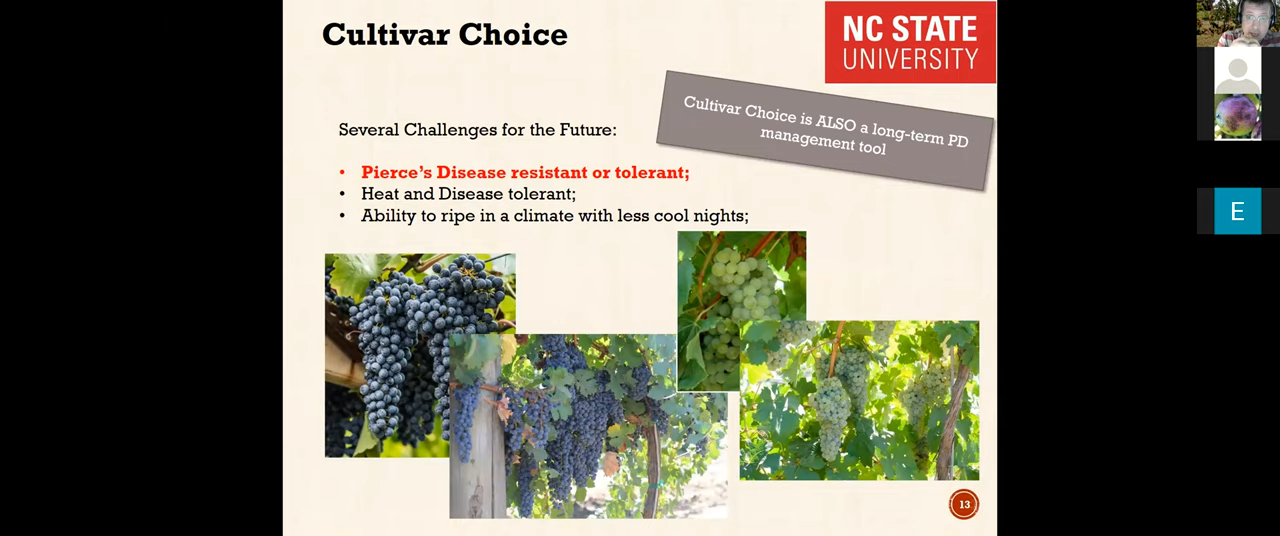 Cultivar Choice
NC STATE
UNIVERSITY
Cultivar Choice is ALSO a long-term PD
management tool
Several Challenges for the Future:
• Pierce's Disease resistant or tolerant;
• Heat and Disease tolerant;
• Ability to ripe in a climate with less cool nights;
E
13